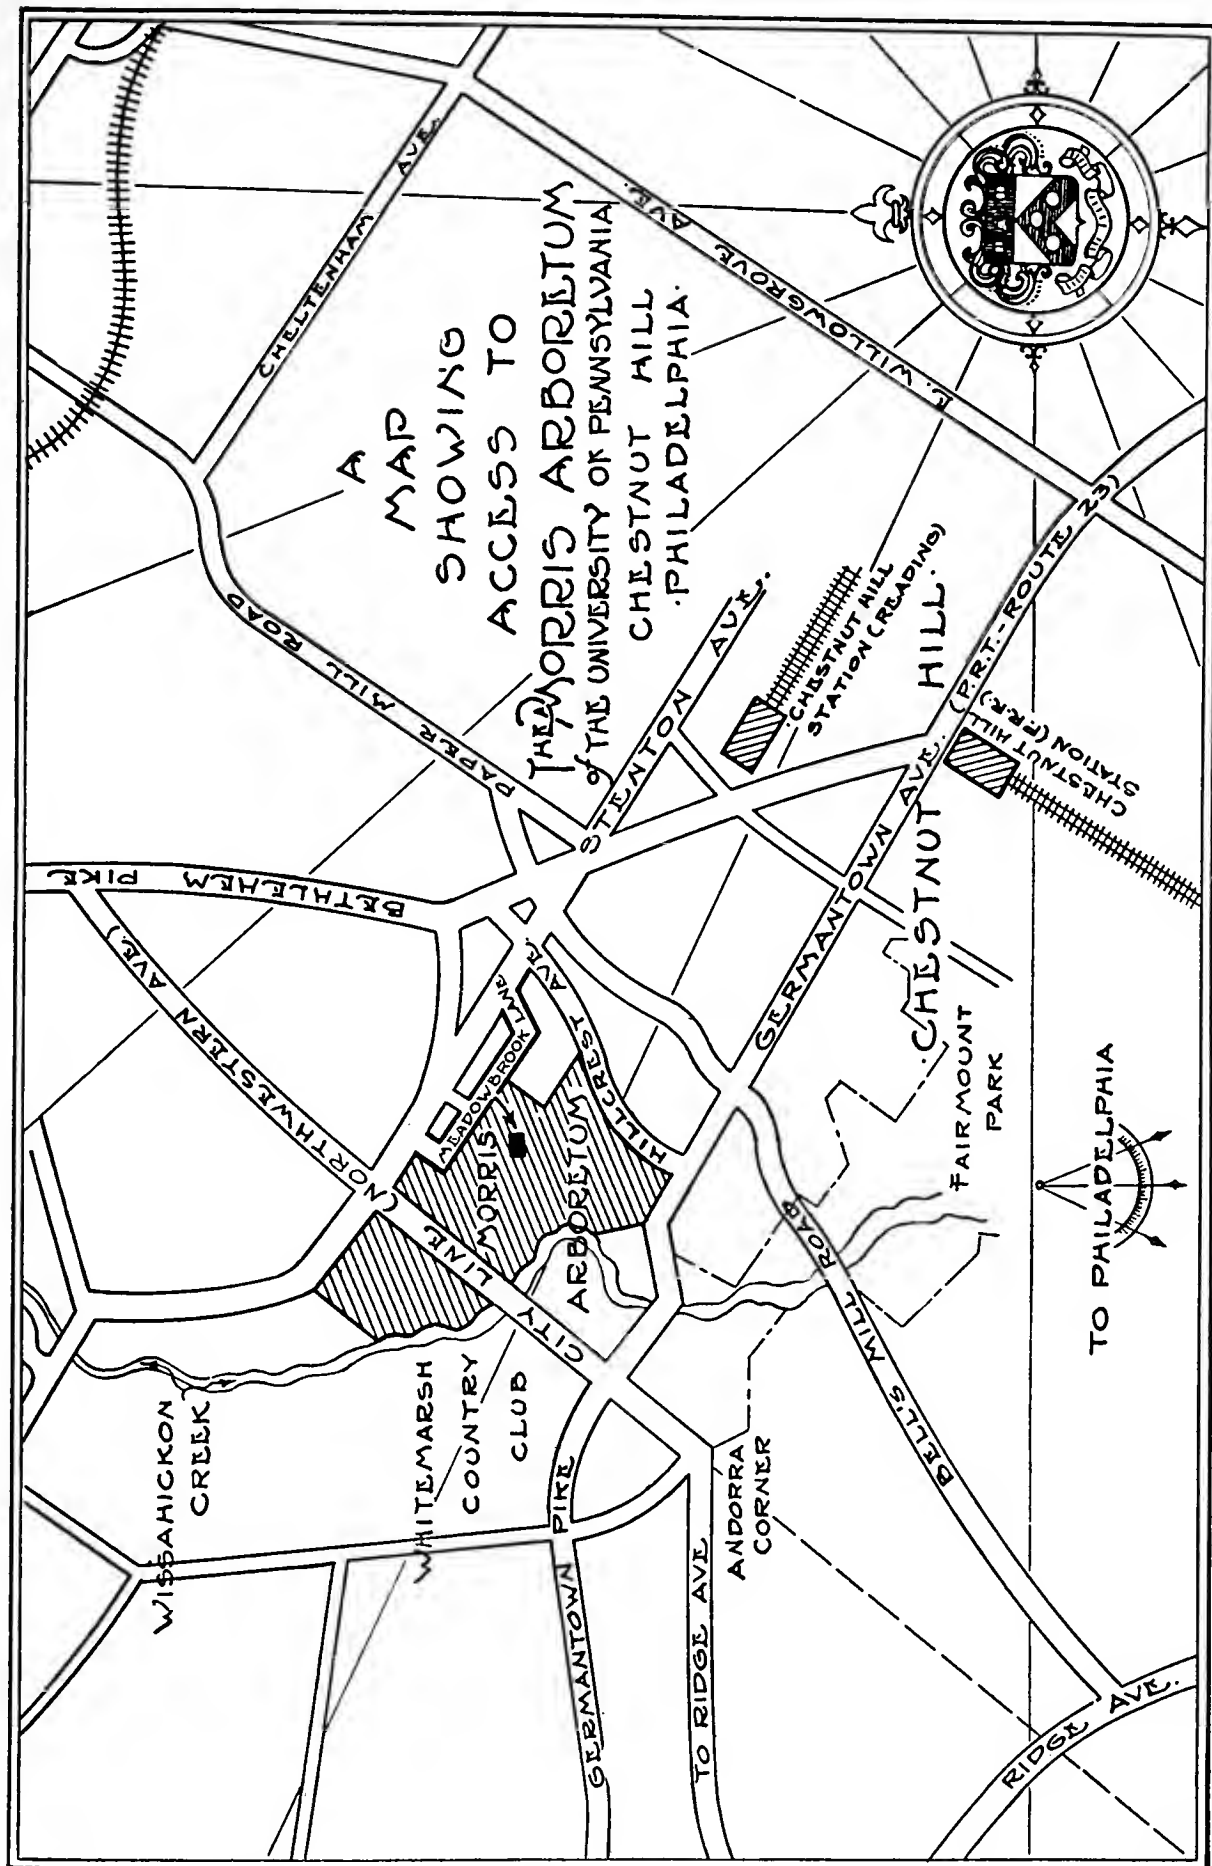 A
MAP
SHOWING
ACCESS TO
THE MORRIS ARBORETUM
of THE UNIVERSITY OF PENNSYLVANIA
CHESTNUT HILL
·PHILADELPHIA·
CHELTENHAM AVE.
E. WILLOWGROVE AVE.
PAPER MILL ROAD
STENTON AVE.
BETHLEHEM PIKE
(NORTHWESTERN AVE.)
CITY LINE
MEADOWBROOK LANE
HILLCREST AVE.
MORRIS
ARBORETUM
·CHESTNUT HILL
STATION (READING)
GERMANTOWN AVE. (P.R.T.-ROUTE 23)
·CHESTNUT HILL·
CHESTNUT HILL
STATION (P.R.R.)
WISSAHICKON
CREEK
WHITEMARSH
COUNTRY
CLUB
GERMANTOWN PIKE
TO RIDGE AVE
ANDORRA
CORNER
BELL'S MILL ROAD
FAIRMOUNT
PARK
RIDGE AVE.
TO PHILADELPHIA